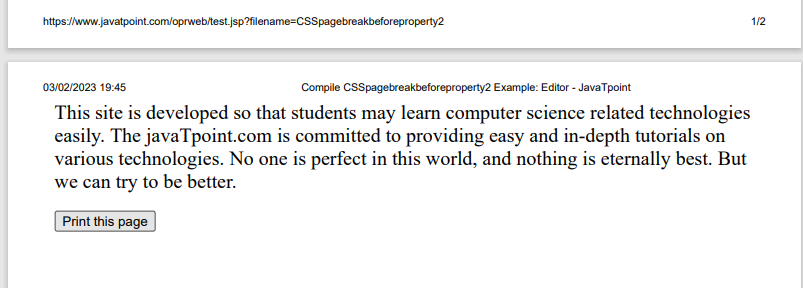 https://www.javatpoint.com/oprweb/test.jsp?filename=CSSpagebreakbeforeproperty2 1/2
03/02/2023 19:45 Compile CSSpagebreakbeforeproperty2 Example: Editor - JavaTpoint
This site is developed so that students may learn computer science related technologies
easily. The javaTpoint.com is committed to providing easy and in-depth tutorials on
various technologies. No one is perfect in this world, and nothing is eternally best. But
we can try to be better.
Print this page